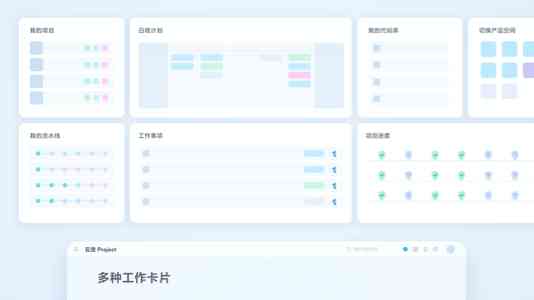 我的项目
日程计划
我的代码库
切换产品空间
我的流水线
工作事项
项目进度
云效 Project
多种工作卡片